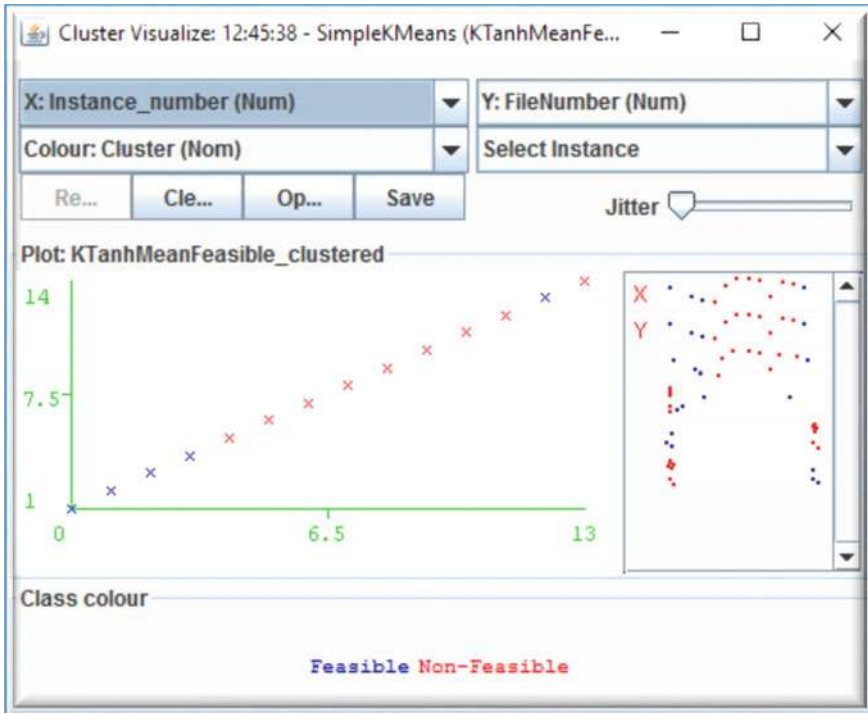 Cluster Visualize: 12:45:38 - SimpleKMeans (KTanhMeanFe...
X: Instance_number (Num) Y: FileNumber (Num)
Colour: Cluster (Nom) Select Instance
Re... Cle... Op... Save Jitter
Plot: KTanhMeanFeasible_clustered
14
7.5
1
0 6.5 13
X
Y
Class colour
Feasible Non-Feasible